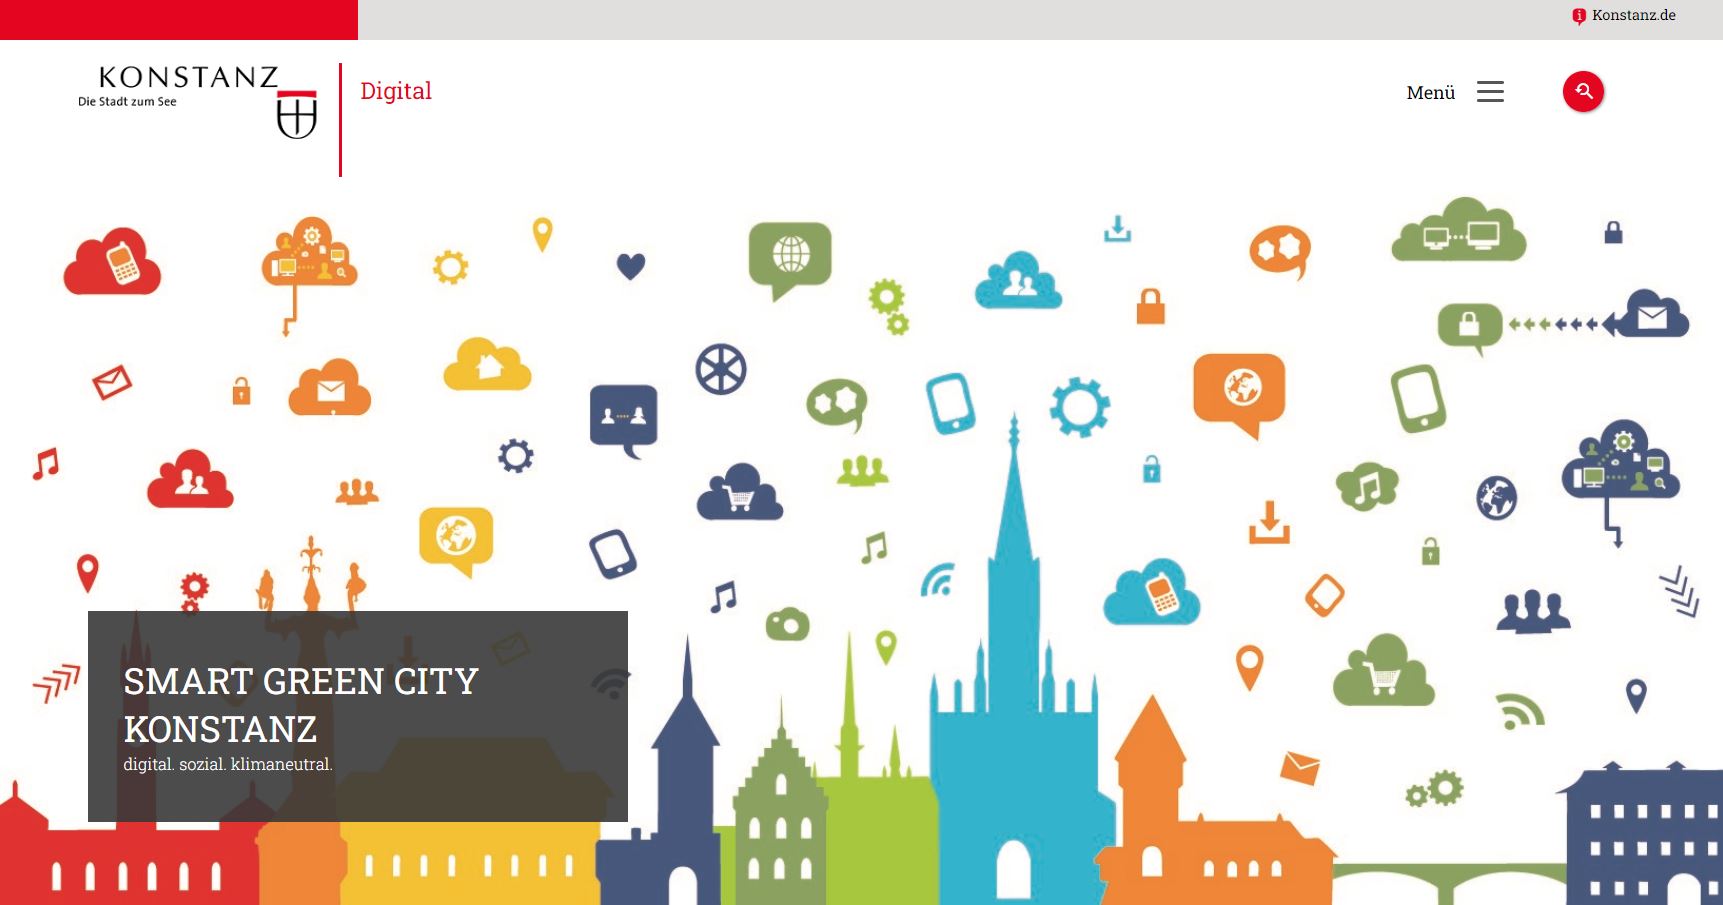 Konstanz.de
KONSTANZ
Die Stadt zum See
Digital
Menü
SMART GREEN CITY
KONSTANZ
digital. sozial. klimaneutral.